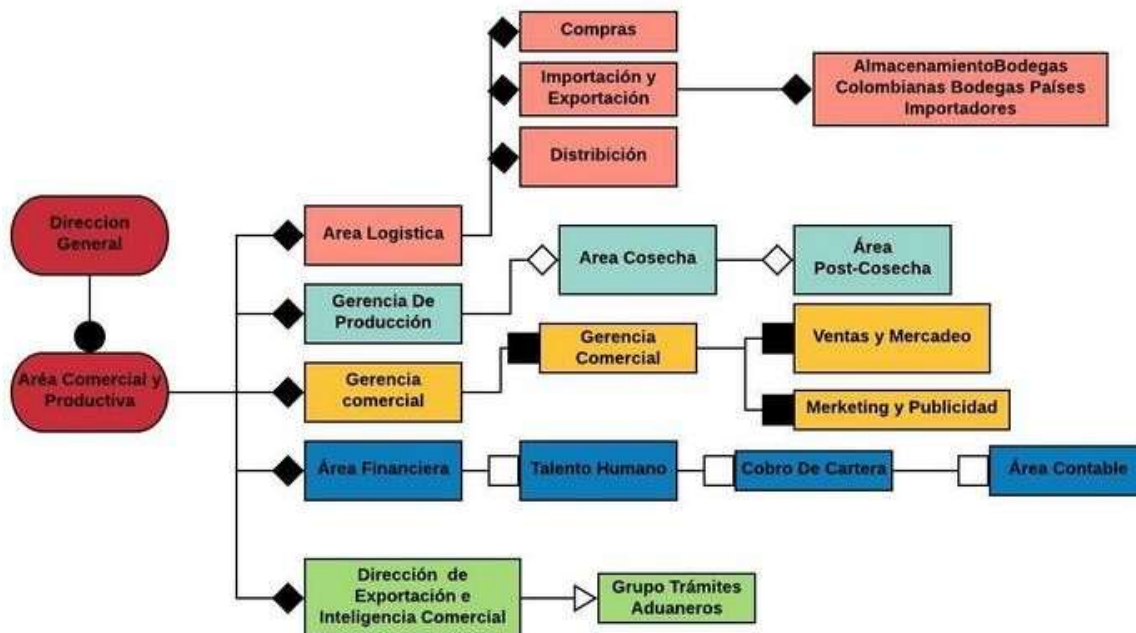 Compras
Importación y
Exportación
AlmacenamientoBodegas
Colombianas Bodegas Países
Importadores
Distribición
Direccion
General
Area Logística
Area Cosecha
Área
Post-Cosecha
Gerencia De
Producción
Gerencia
Comercial
Ventas y Mercadeo
Aréa Comercial y
Productiva
Gerencia
comercial
Merketing y Publicidad
Área Financiera
Talento Humano
Cobro De Cartera
Área Contable
Dirección de
Exportación e
Inteligencia Comercial
Grupo Trámites
Aduaneros